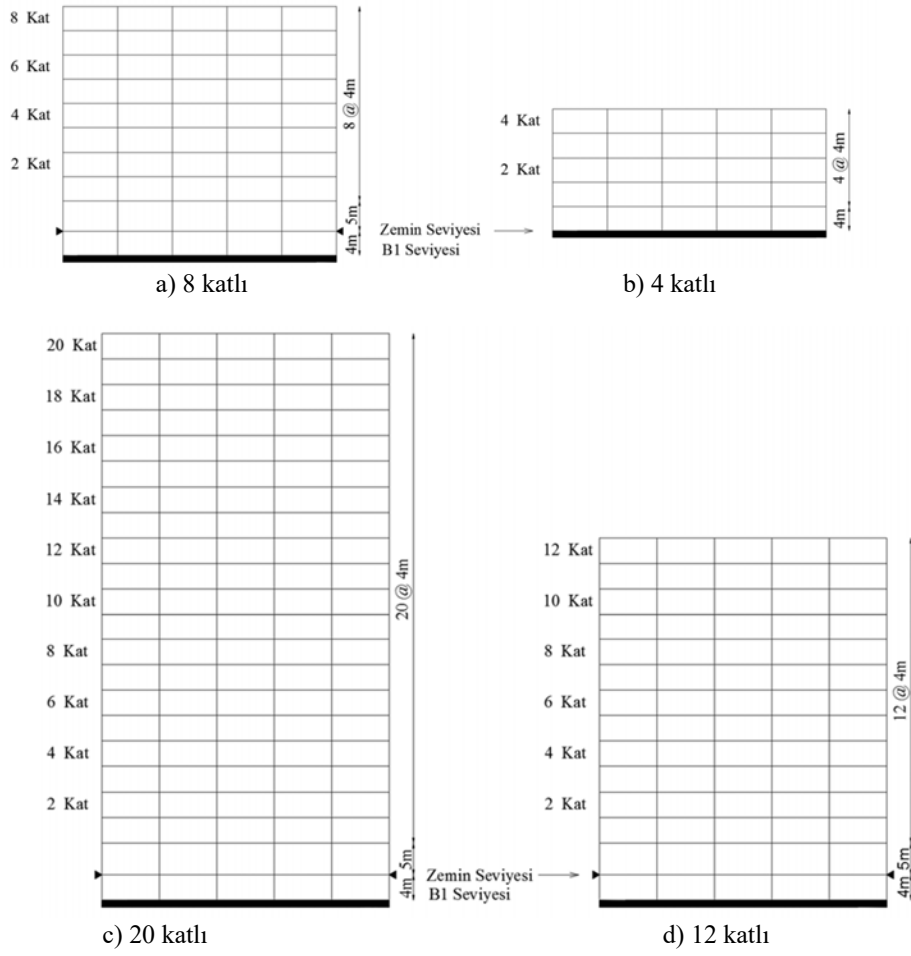 8 Kat
6 Kat
4 Kat
2 Kat
8 @ 4m
5m
4m
a) 8 katlı
4 Kat
2 Kat
4 @ 4m
4m
Zemin Seviyesi
B1 Seviyesi
b) 4 katlı
20 Kat
18 Kat
16 Kat
14 Kat
12 Kat
10 Kat
8 Kat
6 Kat
4 Kat
2 Kat
20 @ 4m
5m
4m
c) 20 katlı
Zemin Seviyesi
B1 Seviyesi
12 Kat
10 Kat
8 Kat
6 Kat
4 Kat
2 Kat
12 @ 4m
5m
4m
d) 12 katlı